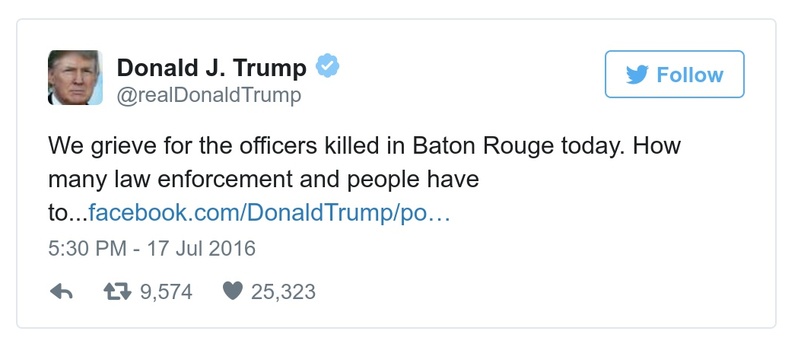 Donald J. Trump
@realDonaldTrump
Follow
We grieve for the officers killed in Baton Rouge today. How
many law enforcement and people have
to...facebook.com/DonaldTrump/po…
5:30 PM - 17 Jul 2016
9,574 25,323